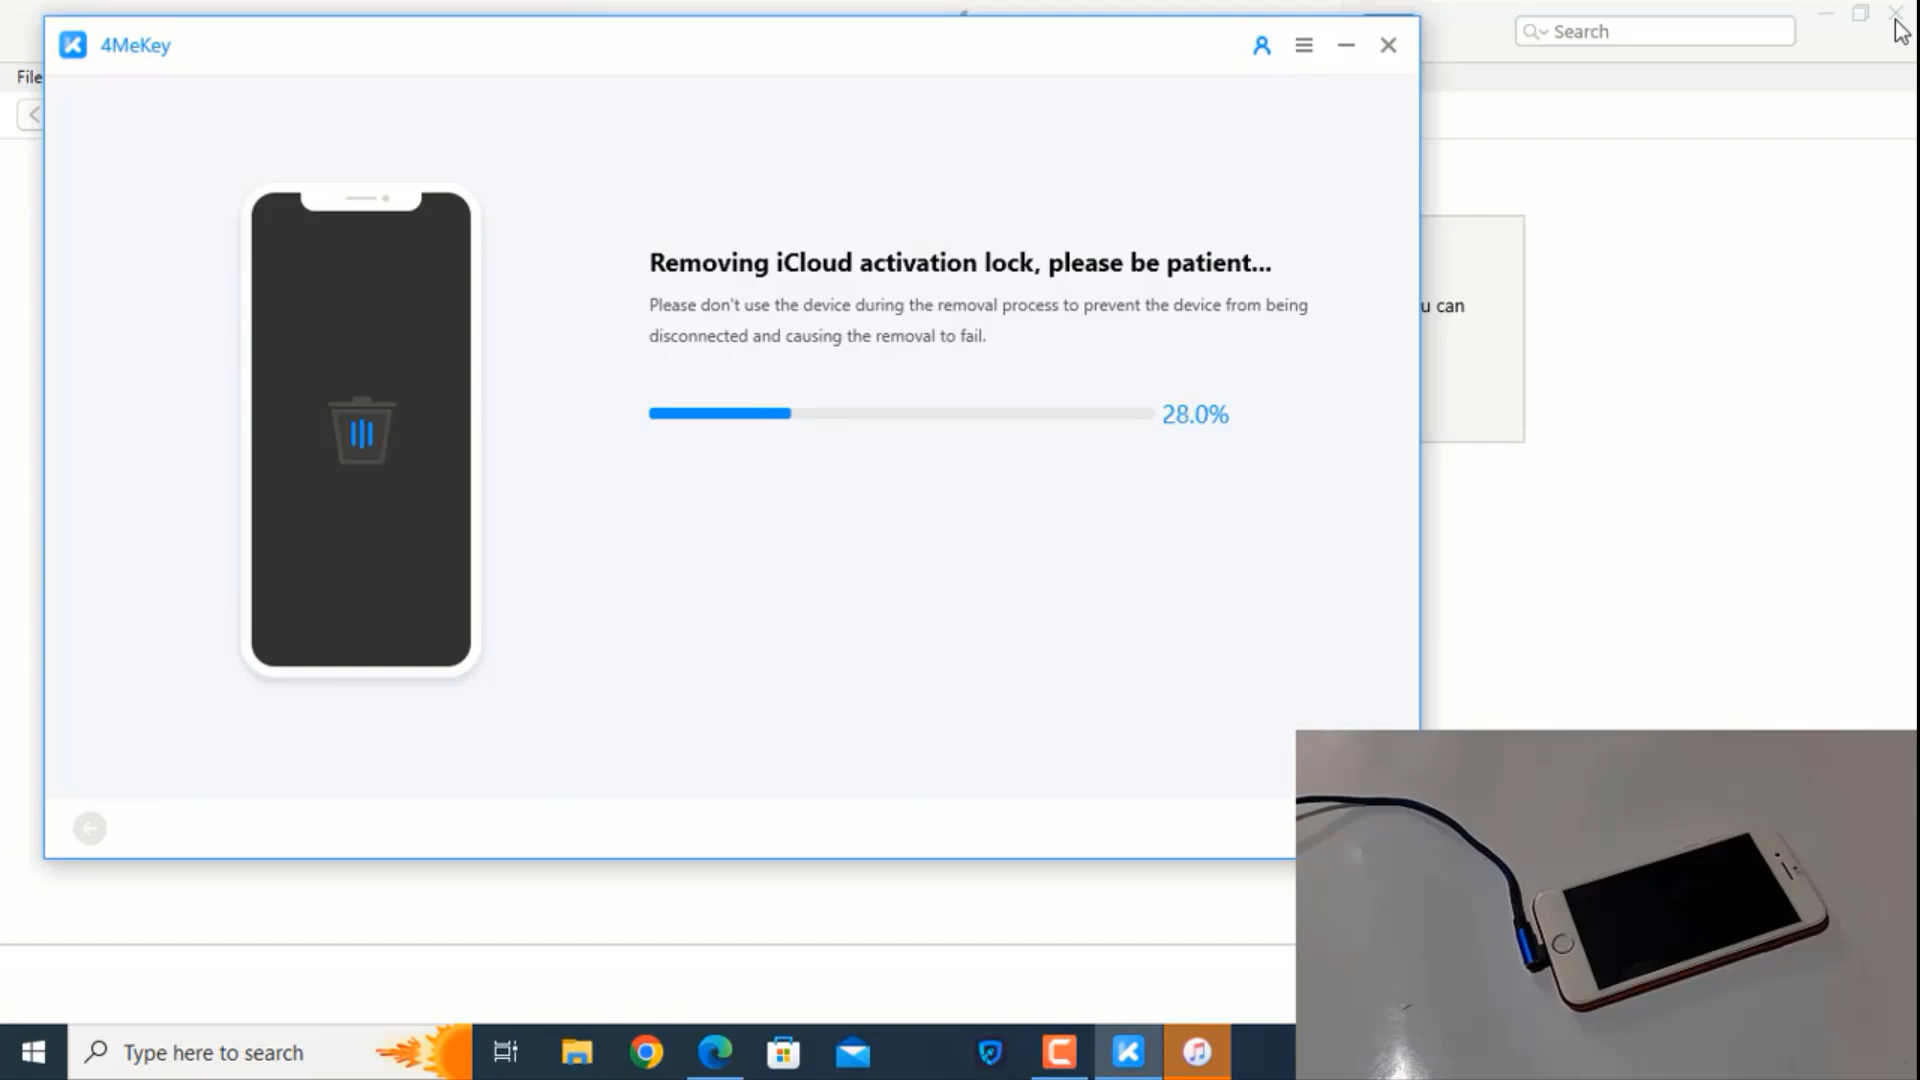 4MeKey
Search
File
Removing iCloud activation lock, please be patient...
Please don't use the device during the removal process to prevent the device from being
disconnected and causing the removal to fail.
u can
28.0%
Type here to search